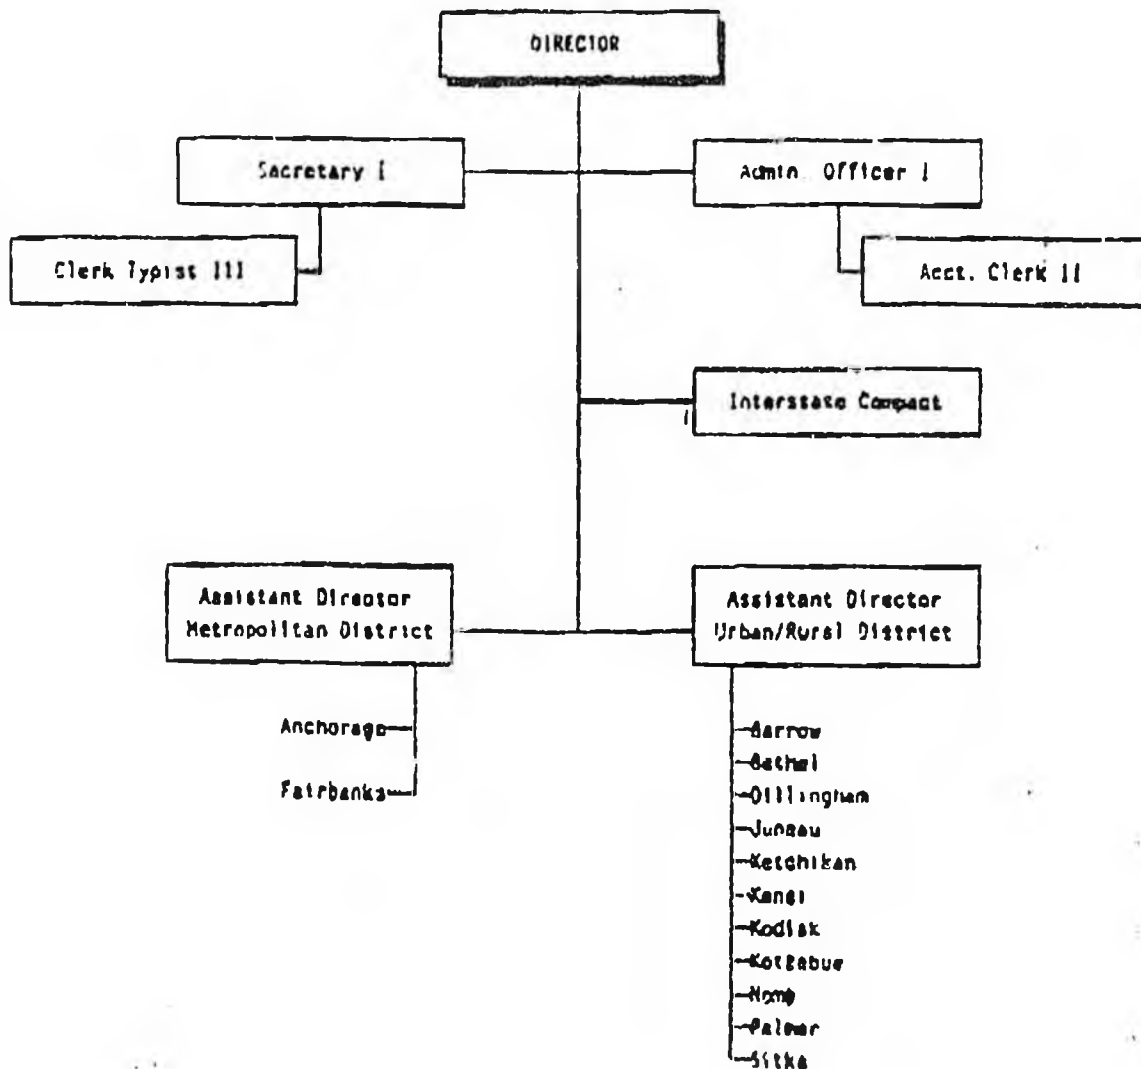 DIRECTOR
Secretary I
Admin. Officer I
Clerk Typist III
Acct. Clerk II
Interstate Compact
Assistant Director
Metropolitan District
Assistant Director
Urban/Rural District
Anchorage
Fairbanks
Barrow
Bethel
Dillingham
Juneau
Ketchikan
Kenai
Kodiak
Kotzebue
Nome
Palmer
Sitka